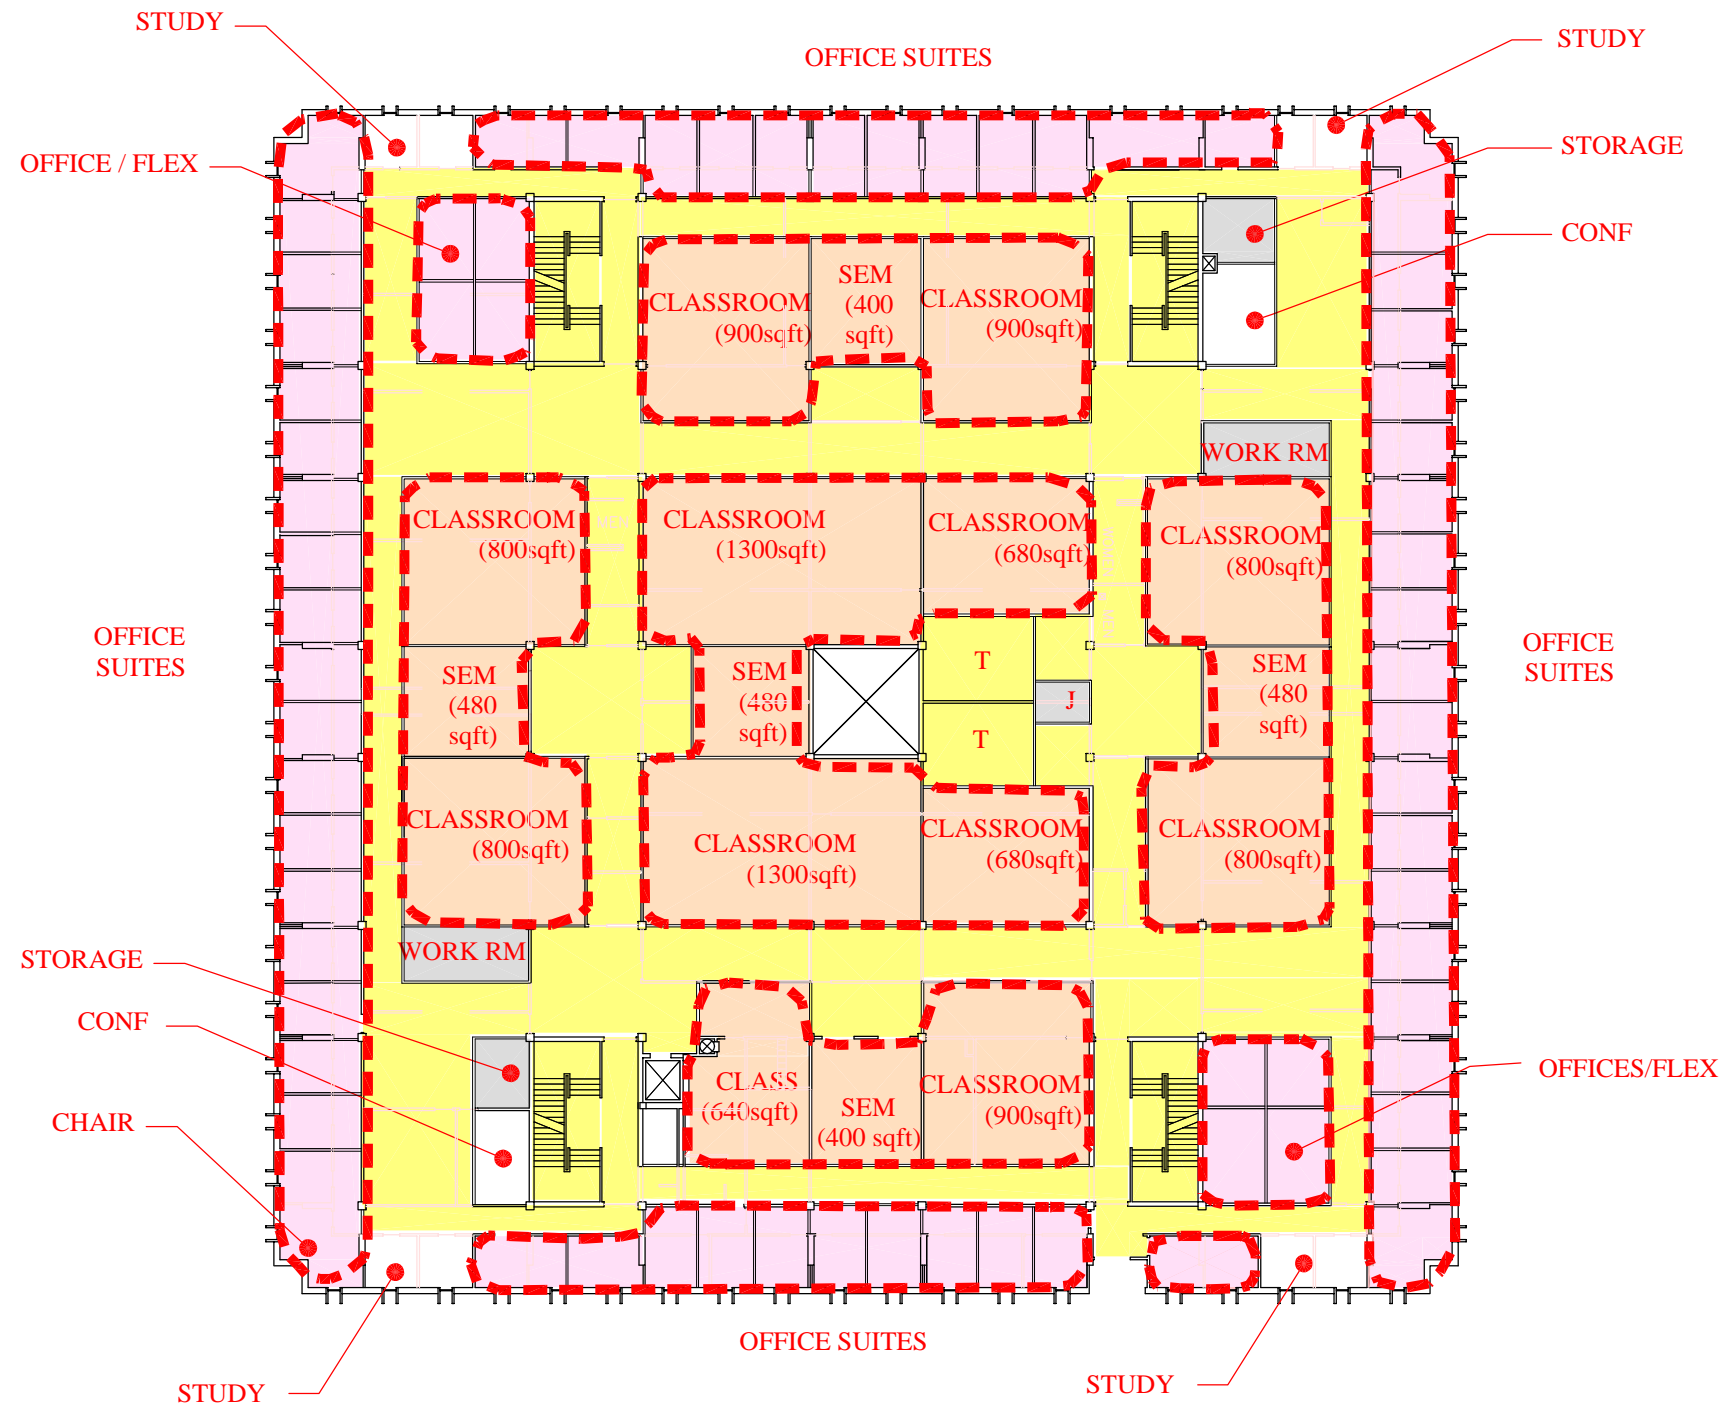 STUDY
STUDY
OFFICE SUITES
STORAGE
OFFICE / FLEX
CONF
SEM
(400
sqft)
CLASSROOM
(900sqft)
CLASSROOM
(900sqft)
WORK RM
CLASSROOM
(800sqft)
MEN
CLASSROOM
(1300sqft)
CLASSROOM
(680sqft)
WOMEN
MEN
CLASSROOM
(800sqft)
OFFICE
SUITES
SEM
(480
sqft)
SEM
(480
sqft)
T
J
T
SEM
(480
sqft)
OFFICE
SUITES
CLASSROOM
(800sqft)
CLASSROOM
(1300sqft)
CLASSROOM
(680sqft)
CLASSROOM
(800sqft)
WORK RM
STORAGE
CONF
CLASS
(640sqft)
SEM
(400 sqft)
CLASSROOM
(900sqft)
OFFICES/FLEX
CHAIR
OFFICE SUITES
STUDY
STUDY